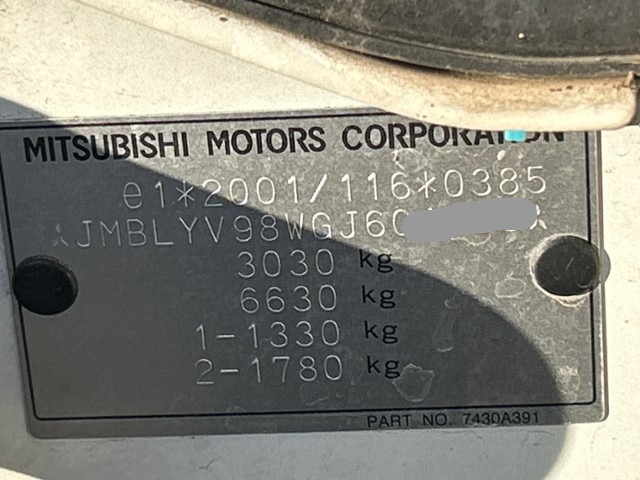 MITSUBISHI MOTORS CORPORATION
e1*2001/116*0385
JMBLYV98WGJ60
3030 kg
6630 kg
1-1330 kg
2-1780 kg
PART NO. 7430A391